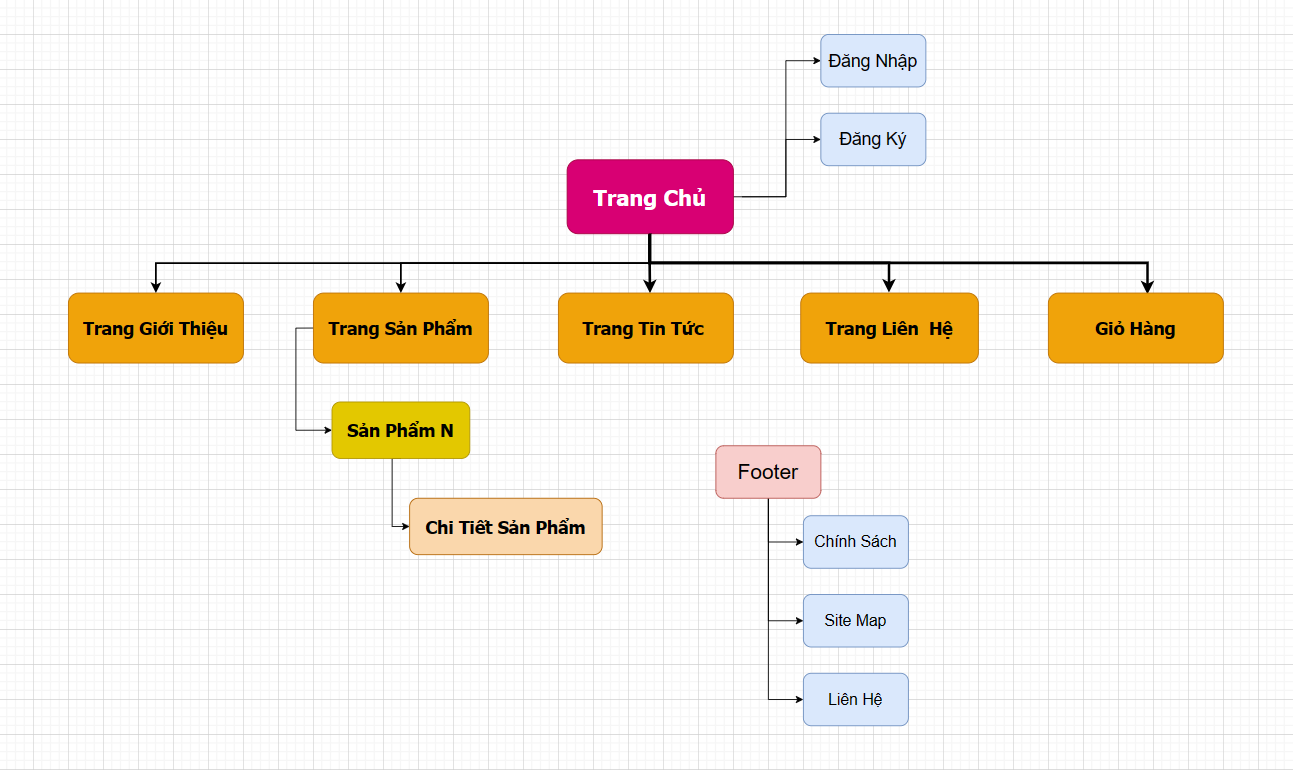 Đăng Nhập
Đăng Ký
Trang Chủ
Trang Giới Thiệu
Trang Sản Phẩm
Trang Tin Tức
Trang Liên  Hệ
Giỏ Hàng
Sản Phẩm N
Footer
Chi Tiết Sản Phẩm
Chính Sách
Site Map
Liên Hệ